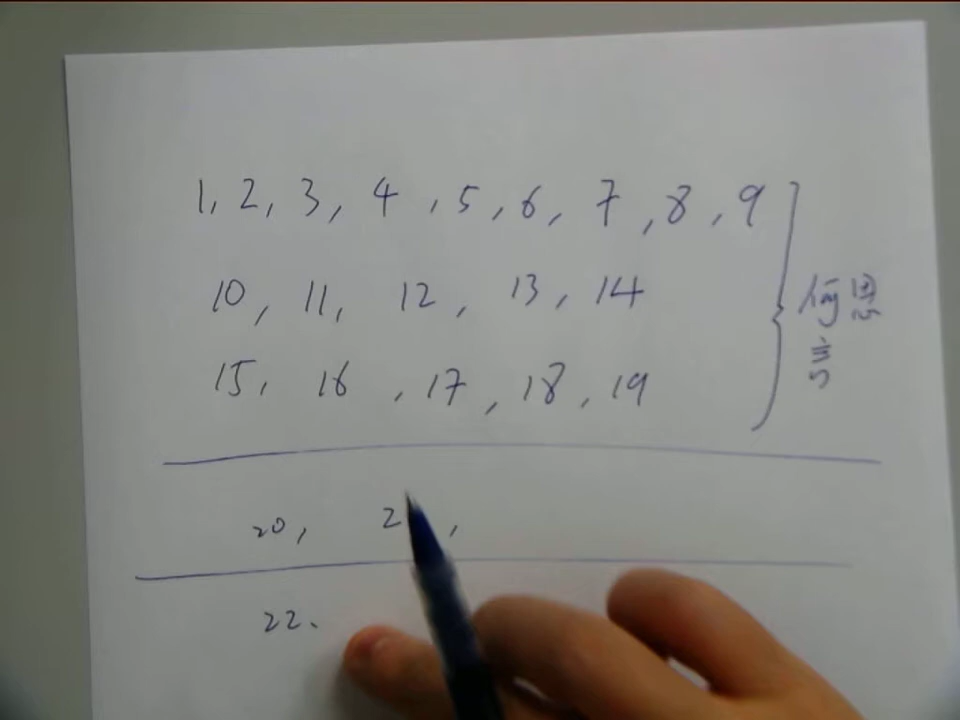 1, 2, 3, 4, 5, 6, 7, 8, 9
10, 11, 12, 13, 14
15, 16, 17, 18, 19
20,
22、